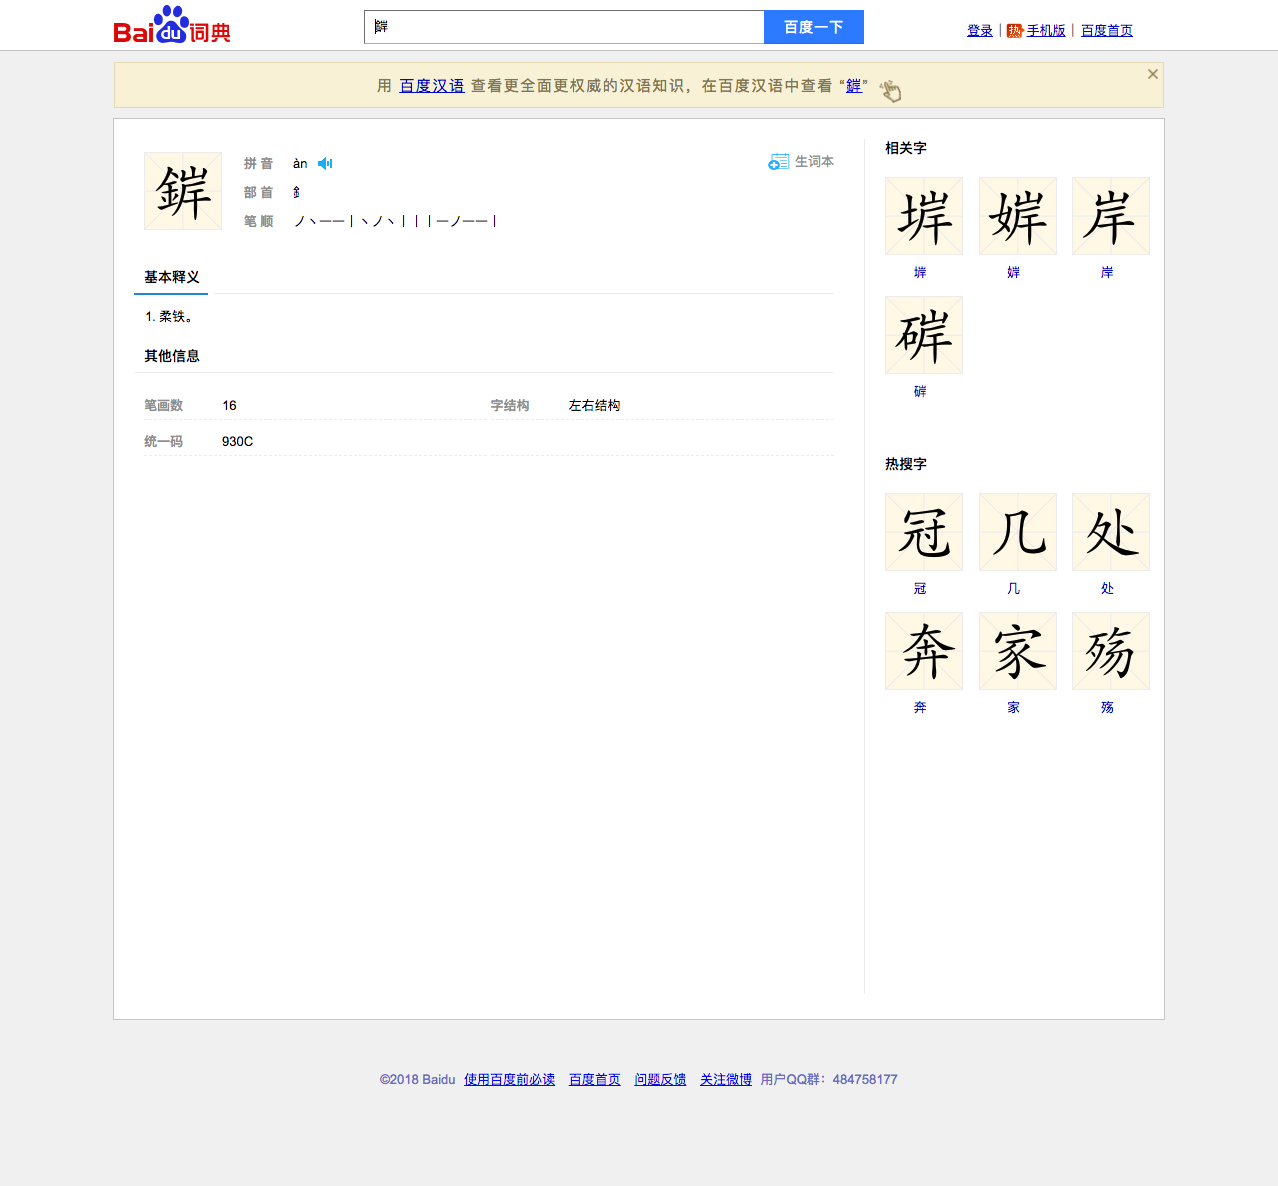 Baidu词典
錌
百度一下
登录 | 热 手机版 | 百度首页
用 百度汉语 查看更全面更权威的汉语知识，在百度汉语中查看 “錌”
錌
拼 音 àn
生词本
部 首 釒
笔 顺 ノ丶一一丨丶ノ丶丨丨丨一ノ一一丨
基本释义
1. 柔铁。
其他信息
笔画数 16 字结构 左右结构
统一码 930C
相关字
堓 婩 岸
堓 婩 岸
硸
硸
热搜字
冠 几 处
冠 几 处
奔 家 殇
奔 家 殇
©2018 Baidu 使用百度前必读 百度首页 问题反馈 关注微博 用户QQ群：484758177